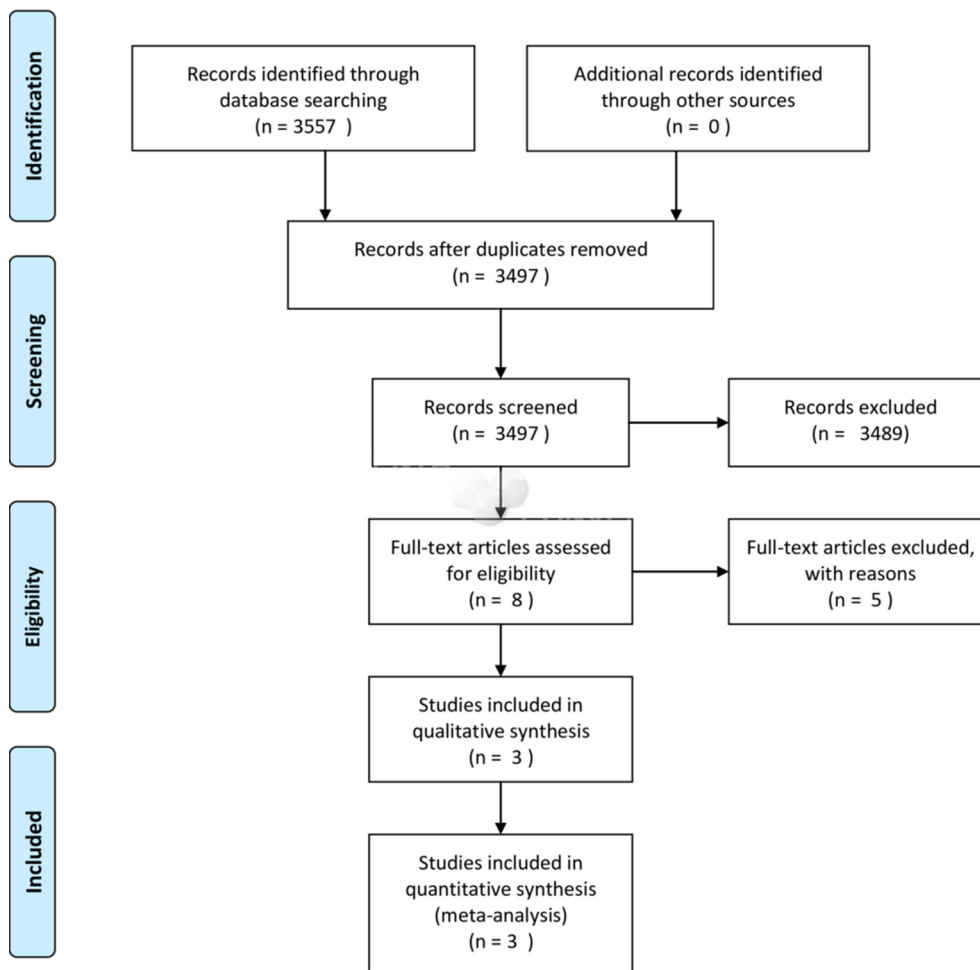 Identification
Records identified through
database searching
(n = 3557 )
Additional records identified
through other sources
(n = 0 )
Records after duplicates removed
(n = 3497 )
Screening
Records screened
(n = 3497 )
Records excluded
(n = 3489)
Eligibility
Full-text articles assessed
for eligibility
(n = 8 )
Full-text articles excluded,
with reasons
(n = 5 )
Studies included in
qualitative synthesis
(n = 3 )
Included
Studies included in
quantitative synthesis
(meta-analysis)
(n = 3 )